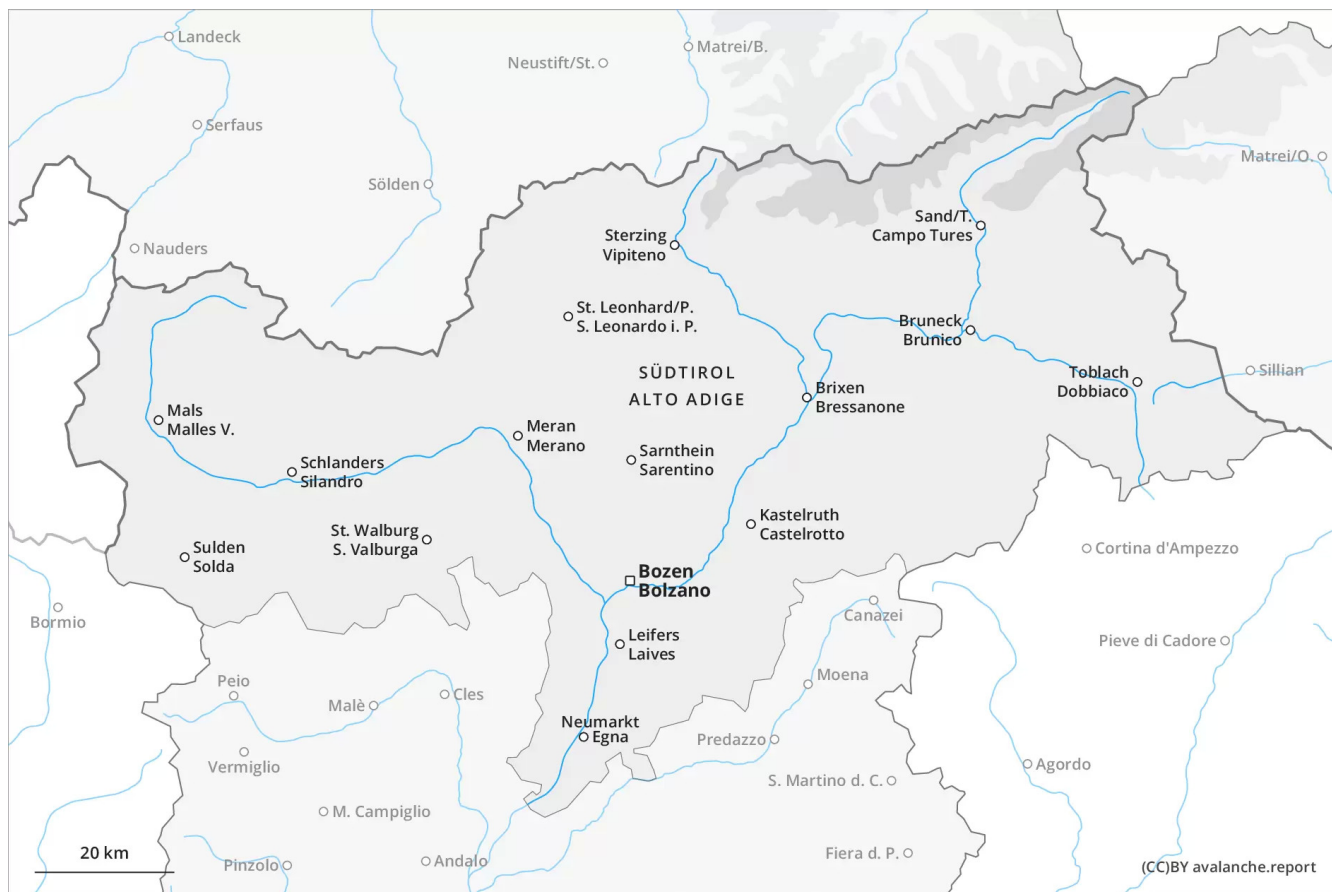 Landeck
Matrei/B.
Neustift/St.
Serfaus
Matrei/O.
Sölden
Sand/T.
Campo Tures
Sterzing
Vipiteno
Nauders
St. Leonhard/P.
S. Leonardo i. P.
Bruneck
Brunico
SÜDTIROL
ALTO ADIGE
Toblach
Dobbiaco
Sillian
Brixen
Bressanone
Mals
Malles V.
Meran
Merano
Sarnthein
Sarentino
Schlanders
Silandro
Kastelruth
Castelrotto
St. Walburg
S. Valburga
Sulden
Solda
Cortina d'Ampezzo
Bozen
Bolzano
Bormio
Canazei
Leifers
Laives
Pieve di Cadore
Peio
Moena
Malè
Cles
Neumarkt
Egna
Predazzo
Vermiglio
Agordo
S. Martino d. C.
M. Campiglio
20 km
Pinzolo
Andalo
Fiera d. P.
(CC)BY avalanche.report